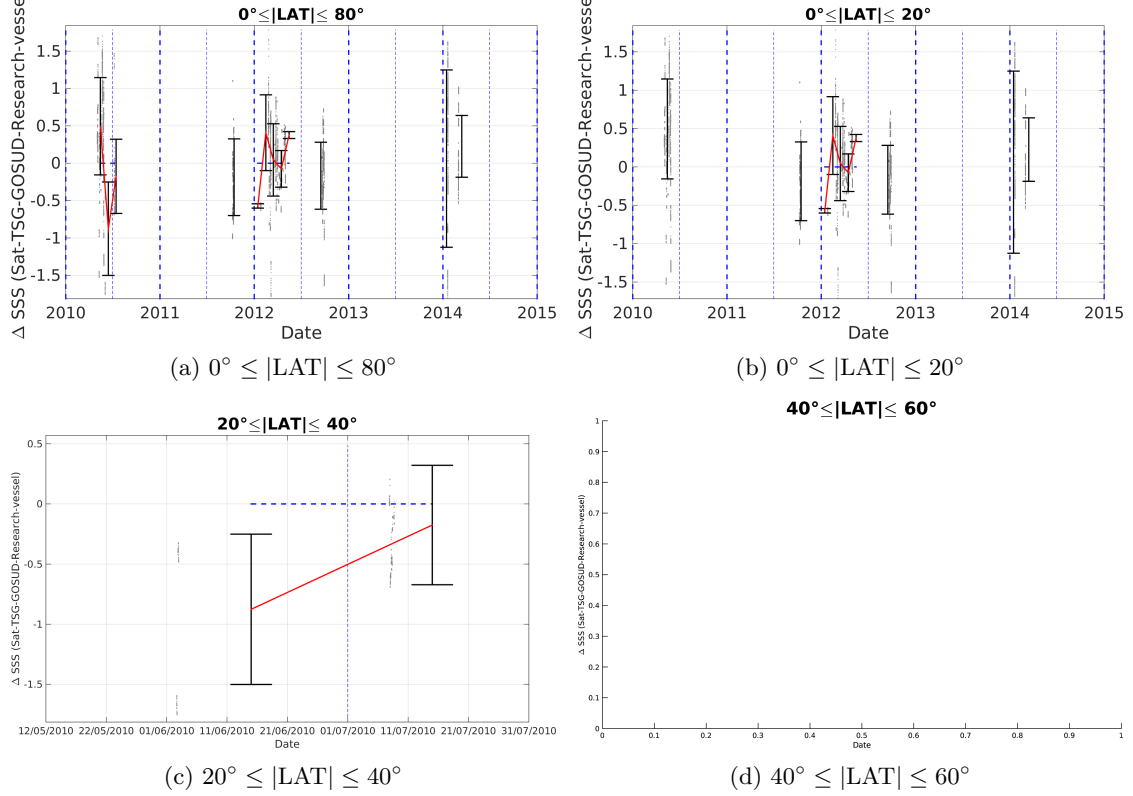 0°≤|LAT|≤ 80°
Δ SSS (Sat-TSG-GOSUD-Research-vessel)
1.5
1
0.5
0
-0.5
-1
-1.5
2010 2011 2012 2013 2014 2015
Date
(a) 0° ≤ |LAT| ≤ 80°
0°≤|LAT|≤ 20°
Δ SSS (Sat-TSG-GOSUD-Research-vessel)
1.5
1
0.5
0
-0.5
-1
-1.5
2010 2011 2012 2013 2014 2015
Date
(b) 0° ≤ |LAT| ≤ 20°
20°≤|LAT|≤ 40°
Δ SSS (Sat-TSG-GOSUD-Research-vessel)
0.5
0
-0.5
-1
-1.5
12/05/2010 22/05/2010 01/06/2010 11/06/2010 21/06/2010 01/07/2010 11/07/2010 21/07/2010 31/07/2010
Date
(c) 20° ≤ |LAT| ≤ 40°
40°≤|LAT|≤ 60°
Δ SSS (Sat-TSG-GOSUD-Research-vessel)
1
0.9
0.8
0.7
0.6
0.5
0.4
0.3
0.2
0.1
0
0 0.1 0.2 0.3 0.4 0.5 0.6 0.7 0.8 0.9 1
Date
(d) 40° ≤ |LAT| ≤ 60°